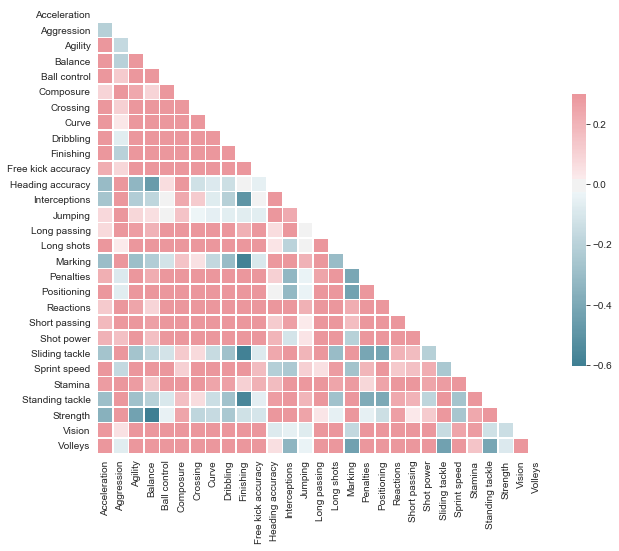 Acceleration
Aggression
Agility
Balance
Ball control
Composure
Crossing
Curve
Dribbling
Finishing
Free kick accuracy
Heading accuracy
Interceptions
Jumping
Long passing
Long shots
Marking
Penalties
Positioning
Reactions
Short passing
Shot power
Sliding tackle
Sprint speed
Stamina
Standing tackle
Strength
Vision
Volleys
0.2
0.0
−0.2
−0.4
−0.6
Acceleration
Aggression
Agility
Balance
Ball control
Composure
Crossing
Curve
Dribbling
Finishing
Free kick accuracy
Heading accuracy
Interceptions
Jumping
Long passing
Long shots
Marking
Penalties
Positioning
Reactions
Short passing
Shot power
Sliding tackle
Sprint speed
Stamina
Standing tackle
Strength
Vision
Volleys